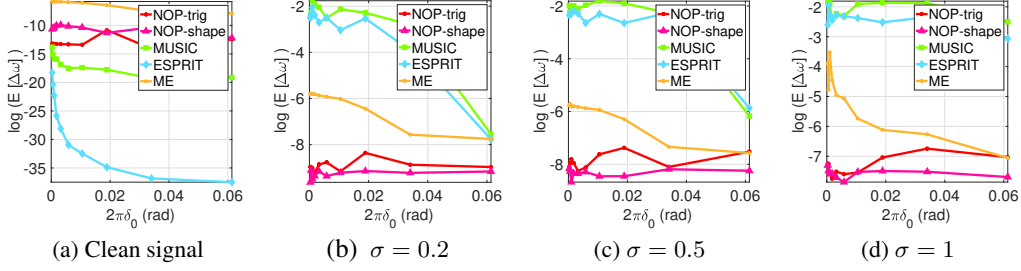 log (E [Δω])
-10
-15
-20
-25
-30
-35
0
0.02
0.04
0.06
2πδ0 (rad)
NOP-trig
NOP-shape
MUSIC
ESPRIT
ME
(a) Clean signal
-2
-4
-6
-8
0
0.02
0.04
0.06
2πδ0 (rad)
log (E [Δω])
NOP-trig
NOP-shape
MUSIC
ESPRIT
ME
(b) σ = 0.2
log (E [Δω])
-2
-4
-6
-8
0
0.02
0.04
0.06
2πδ0 (rad)
NOP-trig
NOP-shape
MUSIC
ESPRIT
ME
(c) σ = 0.5
log (E [Δω])
-2
-3
-4
-5
-6
-7
0
0.02
0.04
0.06
2πδ0 (rad)
NOP-trig
NOP-shape
MUSIC
ESPRIT
ME
(d) σ = 1